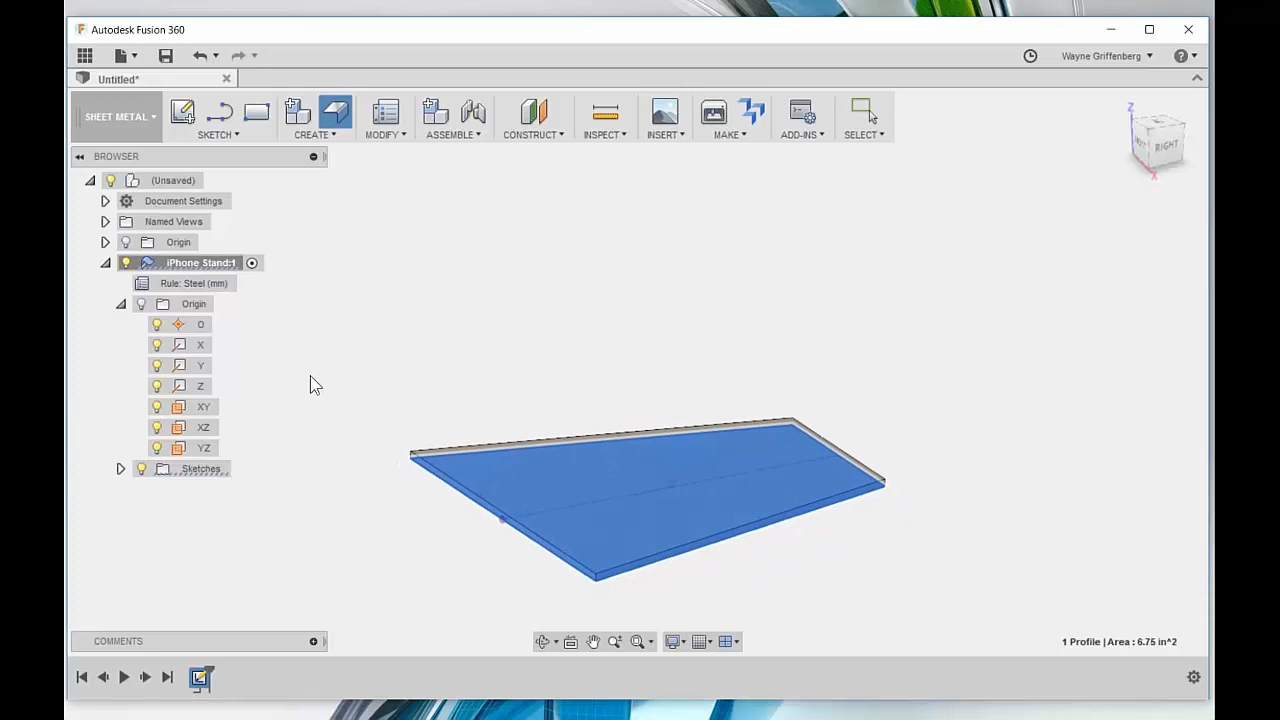 Autodesk Fusion 360
Wayne Griffenberg
Untitled*
SHEET METAL
SKETCH
CREATE
MODIFY
ASSEMBLE
CONSTRUCT
INSPECT
INSERT
MAKE
ADD-INS
SELECT
Z
RIGHT
X
BROWSER
(Unsaved)
Document Settings
Named Views
Origin
iPhone Stand:1
Rule: Steel (mm)
Origin
O
X
Y
Z
XY
XZ
YZ
Sketches
COMMENTS
1 Profile | Area : 6.75 in^2